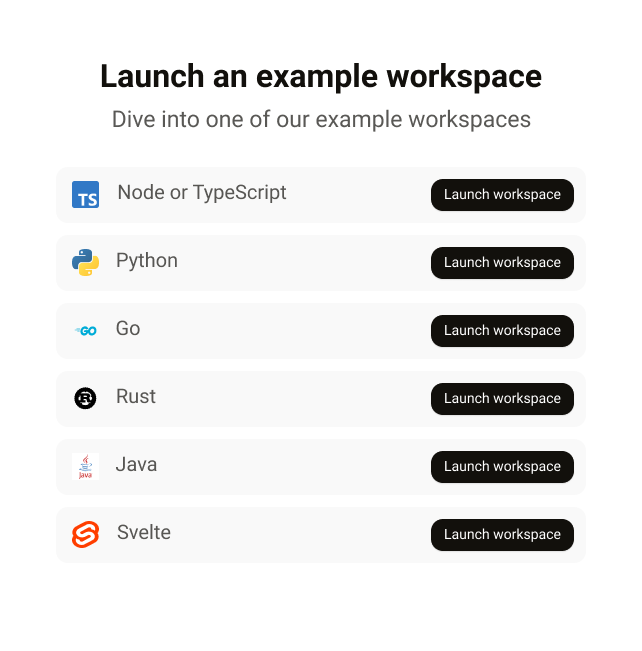 Launch an example workspace
Dive into one of our example workspaces
TS Node or TypeScript Launch workspace
Python Launch workspace
GO Go Launch workspace
R Rust Launch workspace
Java Java Launch workspace
Svelte Launch workspace